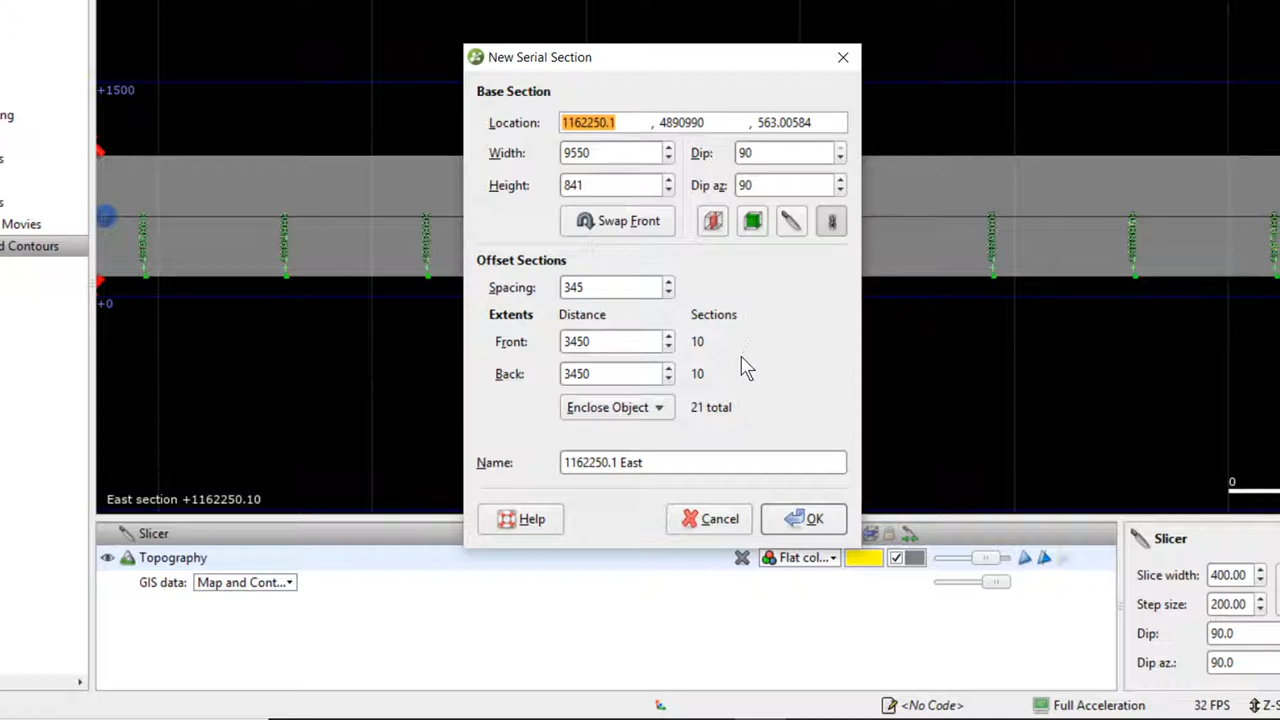 New Serial Section
Base Section
+1500
ng
Location: 1162250.1 , 4890990 , 563.00584
Width: 9550 Dip: 90
s
Height: 841 Dip az: 90
s
Movies
Swap Front
d Contours
Offset Sections
Spacing: 345
+0
Extents Distance Sections
Front: 3450 10
Back: 3450 10
Enclose Object 21 total
Name: 1162250.1 East
0
East section +1162250.10
Help Cancel OK
Slicer
Slicer
Topography Flat col...
Slice width: 400.00
GIS data: Map and Cont...
Step size: 200.00
Dip: 90.0
Dip az.: 90.0
<No Code> Full Acceleration 32 FPS Z-S